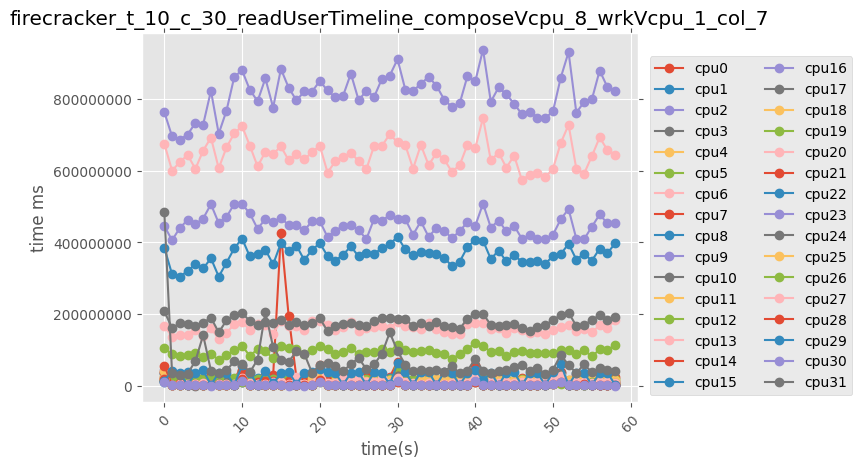 firecracker_t_10_c_30_readUserTimeline_composeVcpu_8_wrkVcpu_1_col_7
800000000
600000000
400000000
200000000
0
time ms
0
10
20
30
40
50
60
time(s)
cpu0
cpu1
cpu2
cpu3
cpu4
cpu5
cpu6
cpu7
cpu8
cpu9
cpu10
cpu11
cpu12
cpu13
cpu14
cpu15
cpu16
cpu17
cpu18
cpu19
cpu20
cpu21
cpu22
cpu23
cpu24
cpu25
cpu26
cpu27
cpu28
cpu29
cpu30
cpu31